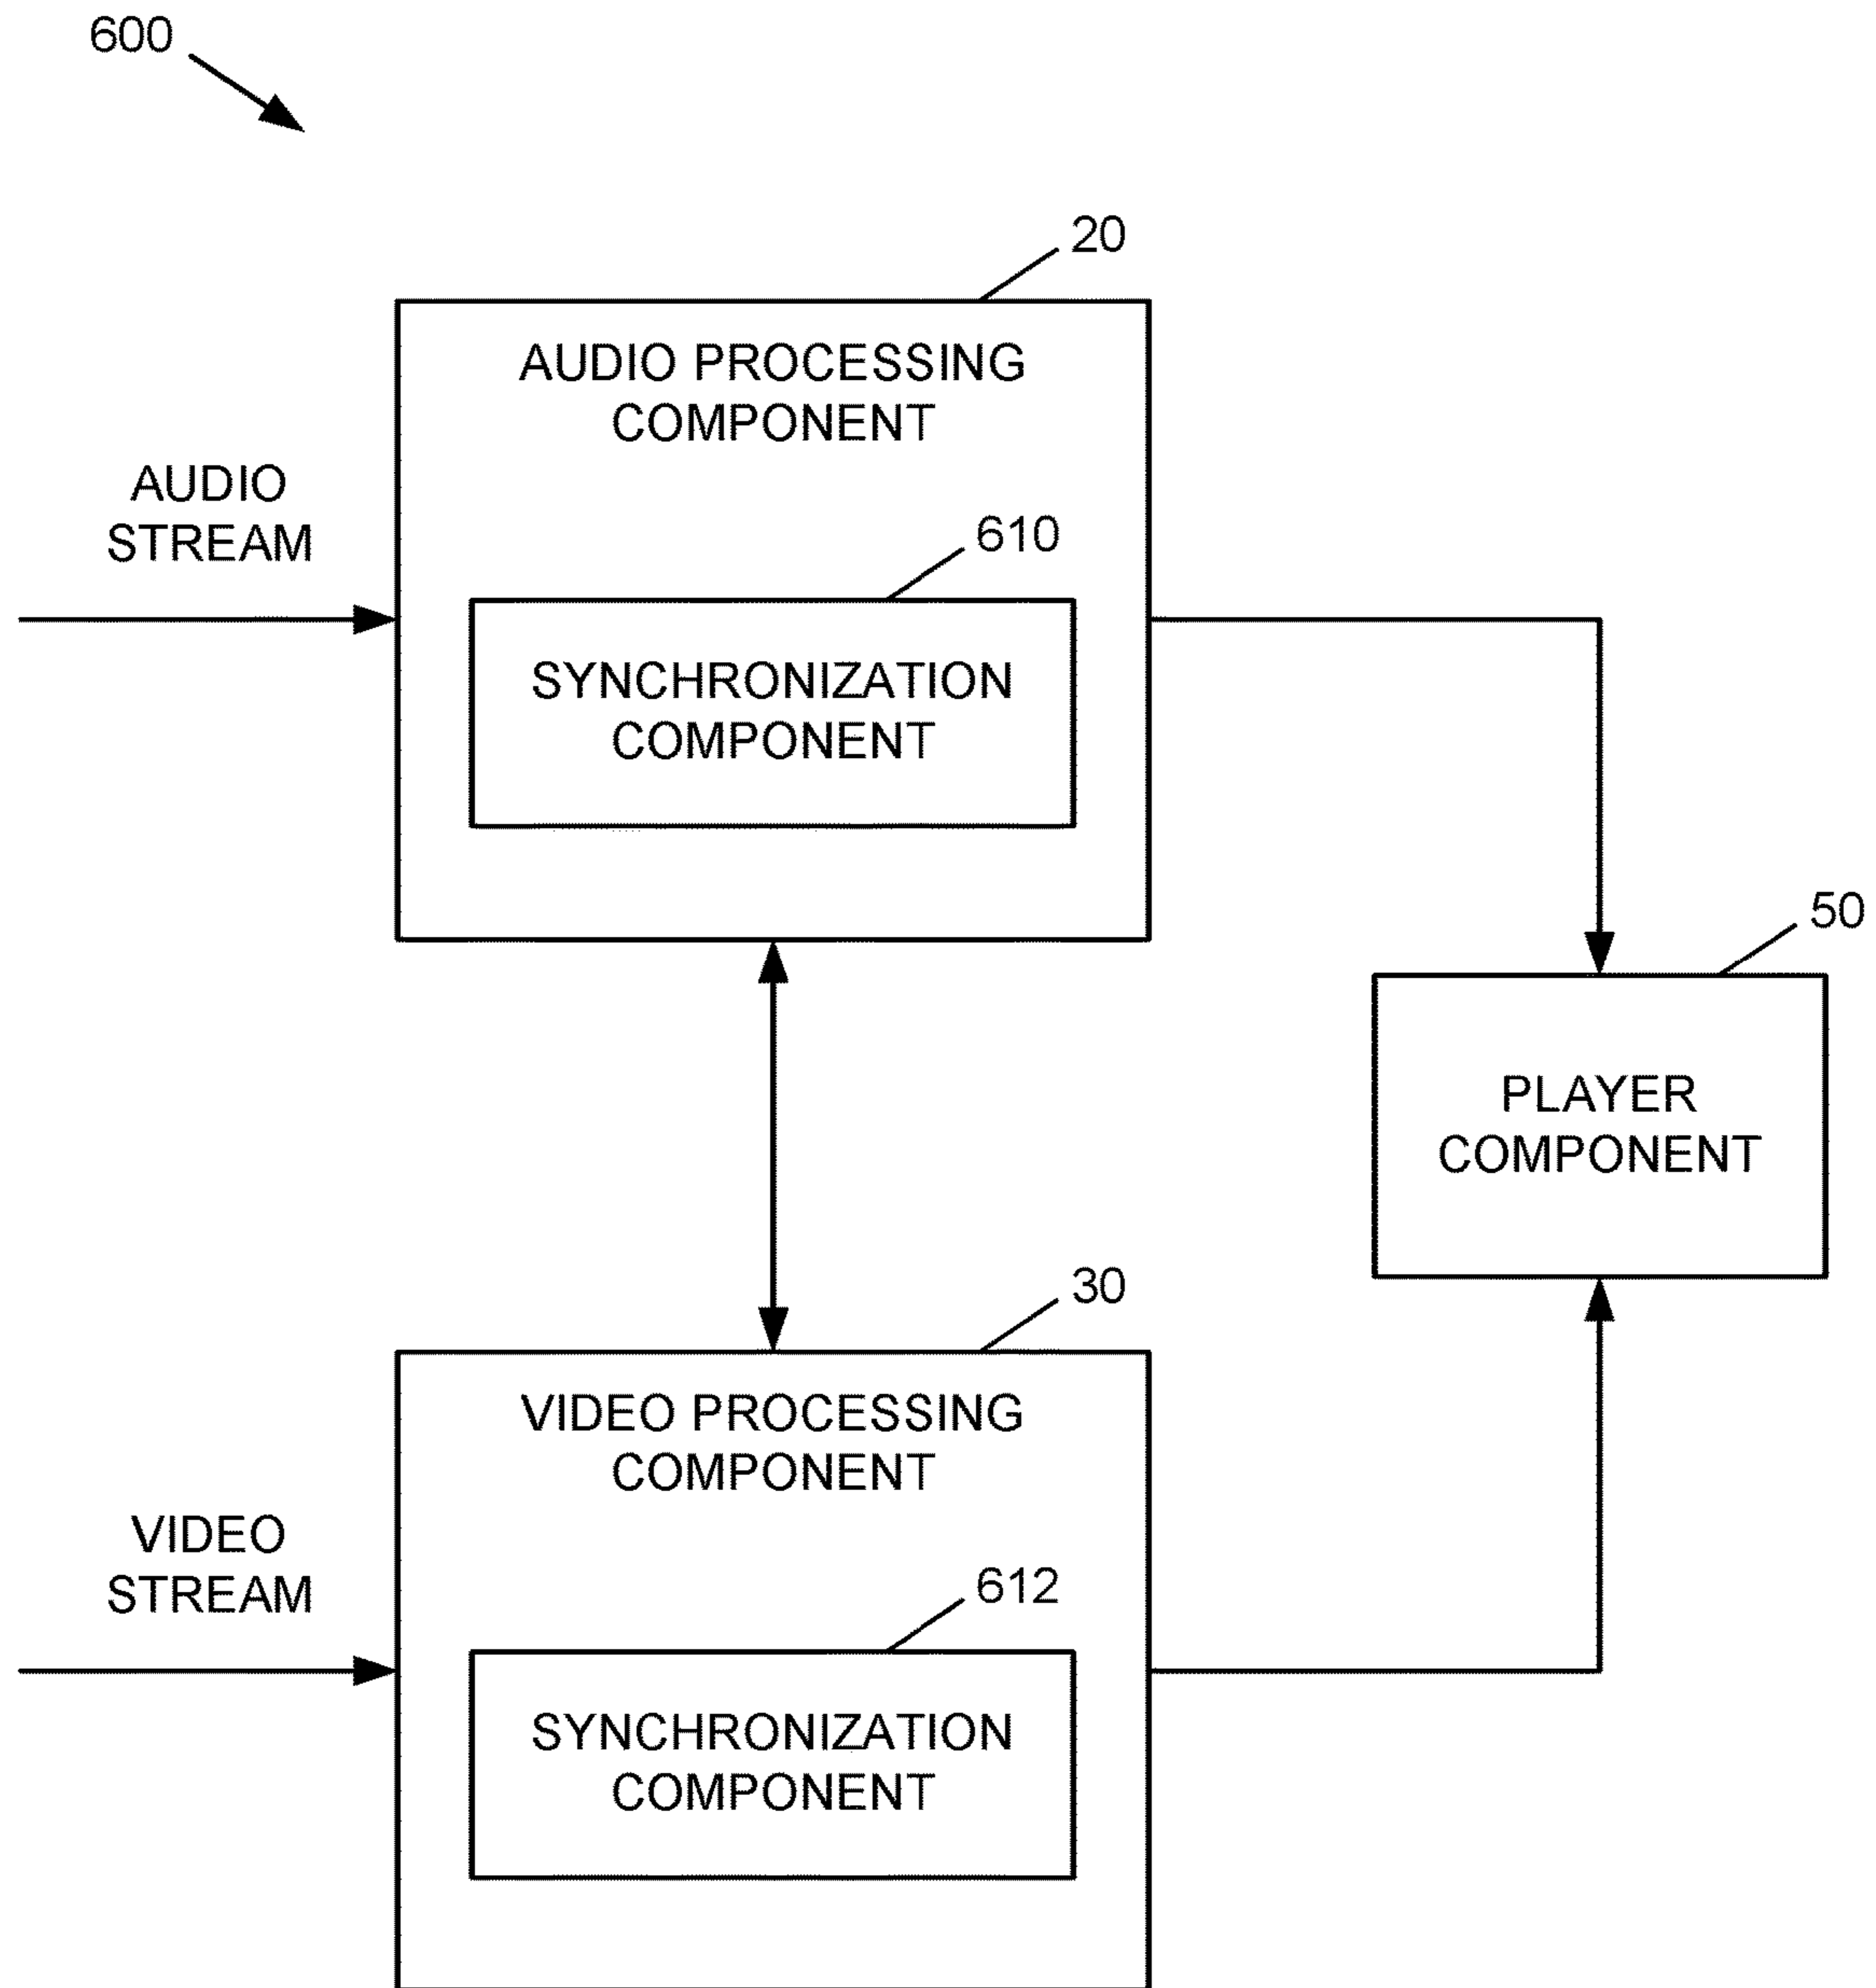 600
20
AUDIO PROCESSING
COMPONENT
AUDIO
STREAM
610
SYNCHRONIZATION
COMPONENT
50
PLAYER
COMPONENT
30
VIDEO PROCESSING
COMPONENT
VIDEO
STREAM
612
SYNCHRONIZATION
COMPONENT